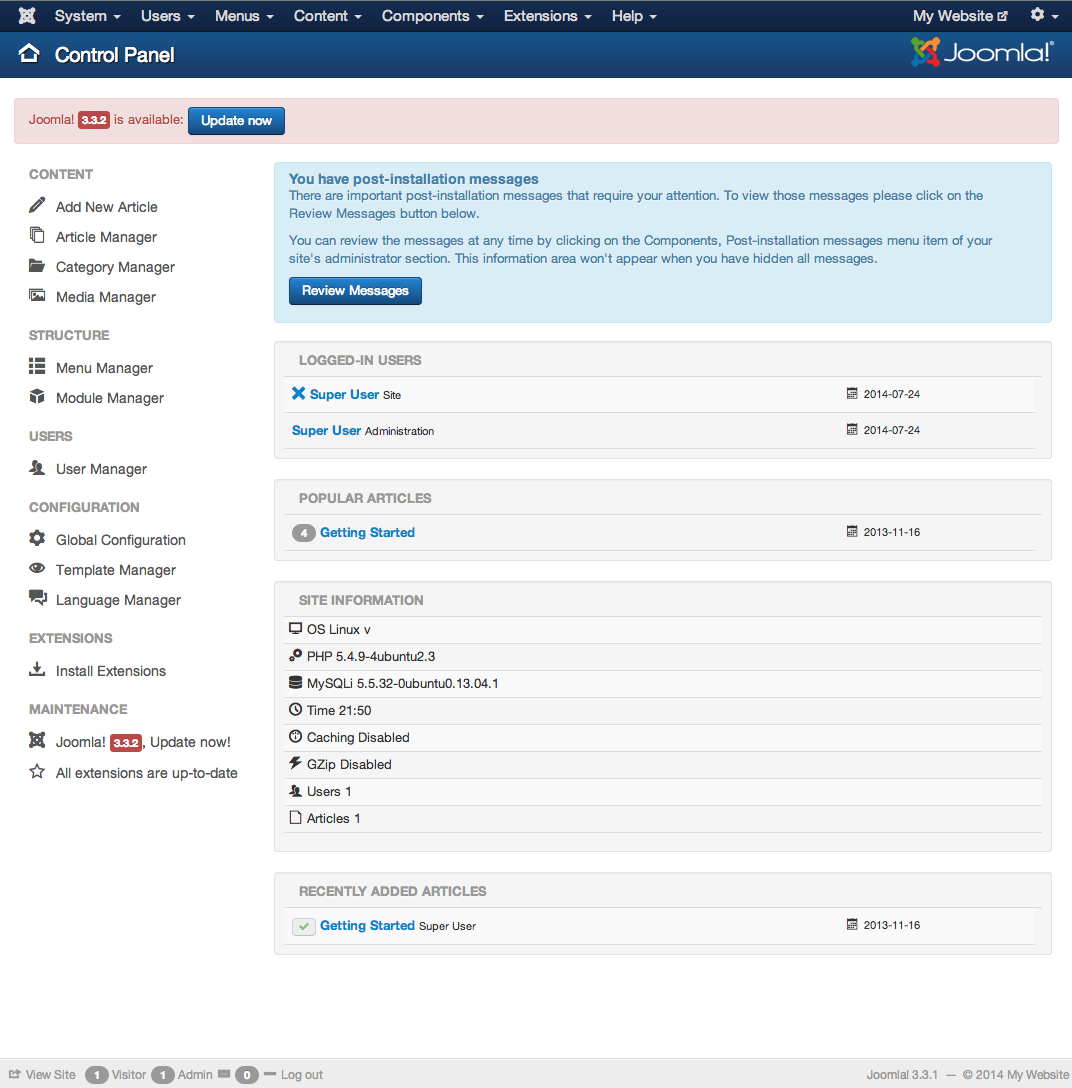 System Users Menus Content Components Extensions Help My Website
Control Panel Joomla!®
Joomla! 3.3.2 is available: Update now
CONTENT
Add New Article
Article Manager
Category Manager
Media Manager
STRUCTURE
Menu Manager
Module Manager
USERS
User Manager
CONFIGURATION
Global Configuration
Template Manager
Language Manager
EXTENSIONS
Install Extensions
MAINTENANCE
Joomla! 3.3.2, Update now!
All extensions are up-to-date
You have post-installation messages
There are important post-installation messages that require your attention. To view those messages please click on the
Review Messages button below.
You can review the messages at any time by clicking on the Components, Post-installation messages menu item of your
site's administrator section. This information area won't appear when you have hidden all messages.
Review Messages
LOGGED-IN USERS
Super User Site 2014-07-24
Super User Administration 2014-07-24
POPULAR ARTICLES
4 Getting Started 2013-11-16
SITE INFORMATION
OS Linux v
PHP 5.4.9-4ubuntu2.3
MySQLi 5.5.32-0ubuntu0.13.04.1
Time 21:50
Caching Disabled
GZip Disabled
Users 1
Articles 1
RECENTLY ADDED ARTICLES
Getting Started Super User 2013-11-16
View Site 1 Visitor 1 Admin 0 Log out Joomla! 3.3.1 — © 2014 My Website